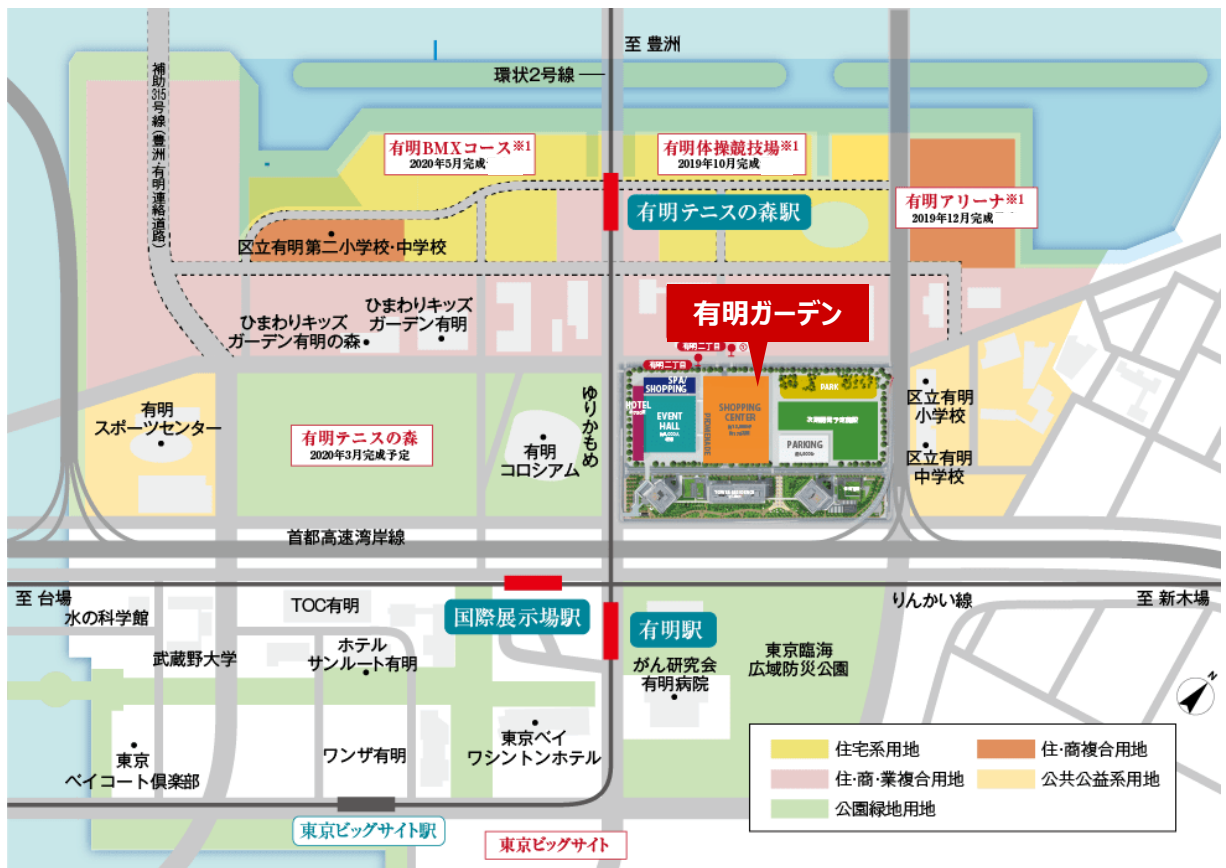 至 豊洲
環状2号線
補助315号線(豊洲・有明連絡道路)
有明BMXコース※1
2020年5月完成
有明体操競技場※1
2019年10月完成
有明アリーナ※1
2019年12月完成
有明テニスの森駅
区立有明第二小学校・中学校
ひまわりキッズ
ガーデン有明
ひまわりキッズ
ガーデン有明の森
有明ガーデン
有明二丁目
有明二丁目
SPA/
SHOPPING
HOTEL
EVENT
HALL
PROMENADE
SHOPPING
CENTER
PARK
PARKING
有明
スポーツセンター
有明テニスの森
2020年3月完成予定
有明
コロシアム
ゆりかもめ
区立有明
小学校
区立有明
中学校
首都高速湾岸線
至 台場
水の科学館
TOC有明
国際展示場駅
有明駅
りんかい線
至 新木場
武蔵野大学
ホテル
サンルート有明
がん研究会
有明病院
東京臨海
広域防災公園
N
東京
ベイコート倶楽部
ワンザ有明
東京ベイ
ワシントンホテル
住宅系用地
住・商複合用地
住・商・業複合用地
公共公益系用地
公園緑地用地
東京ビッグサイト駅
東京ビッグサイト